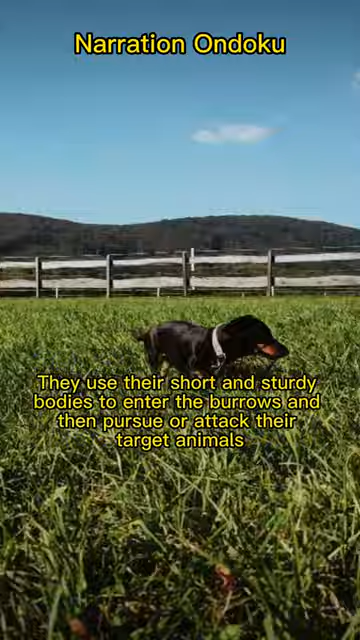 Narration Ondoku
They use their short and sturdy
bodies to enter the burrows and
then pursue or attack their
target animals